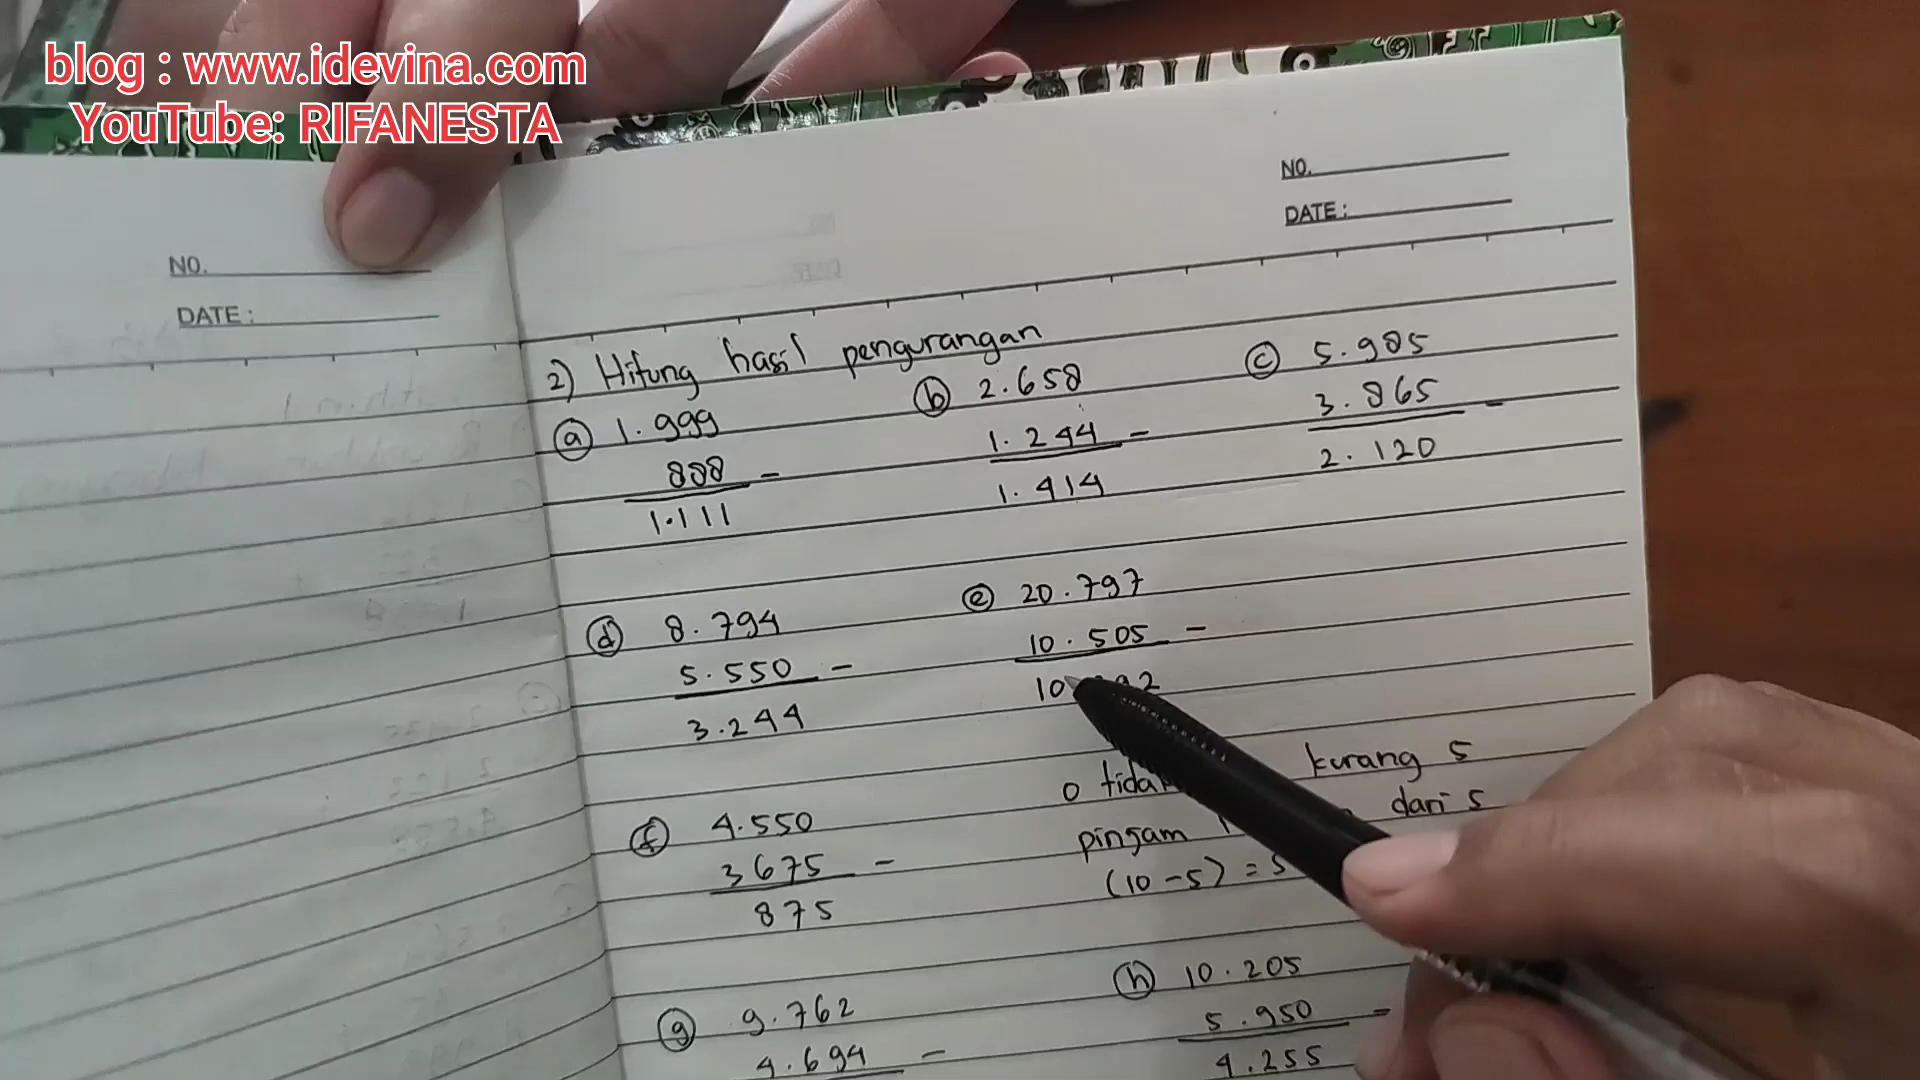 blog : www.idevina.com
YouTube: RIFANESTA
NO.
DATE :
NO.
DATE :
2) Hitung hasil pengurangan
a 1.999
888 -
1.111
b 2.658
1.244 -
1.414
c 5.985
3.865 -
2.120
d 8.794
5.550 -
3.244
e 20.797
10.505 -
10 92
f 4.550
3675 -
875
0 kurang 5
pinjam dari 5
(10-5) = 5
g 9.762
4.694 -
h 10.205
5.950 -
4.255